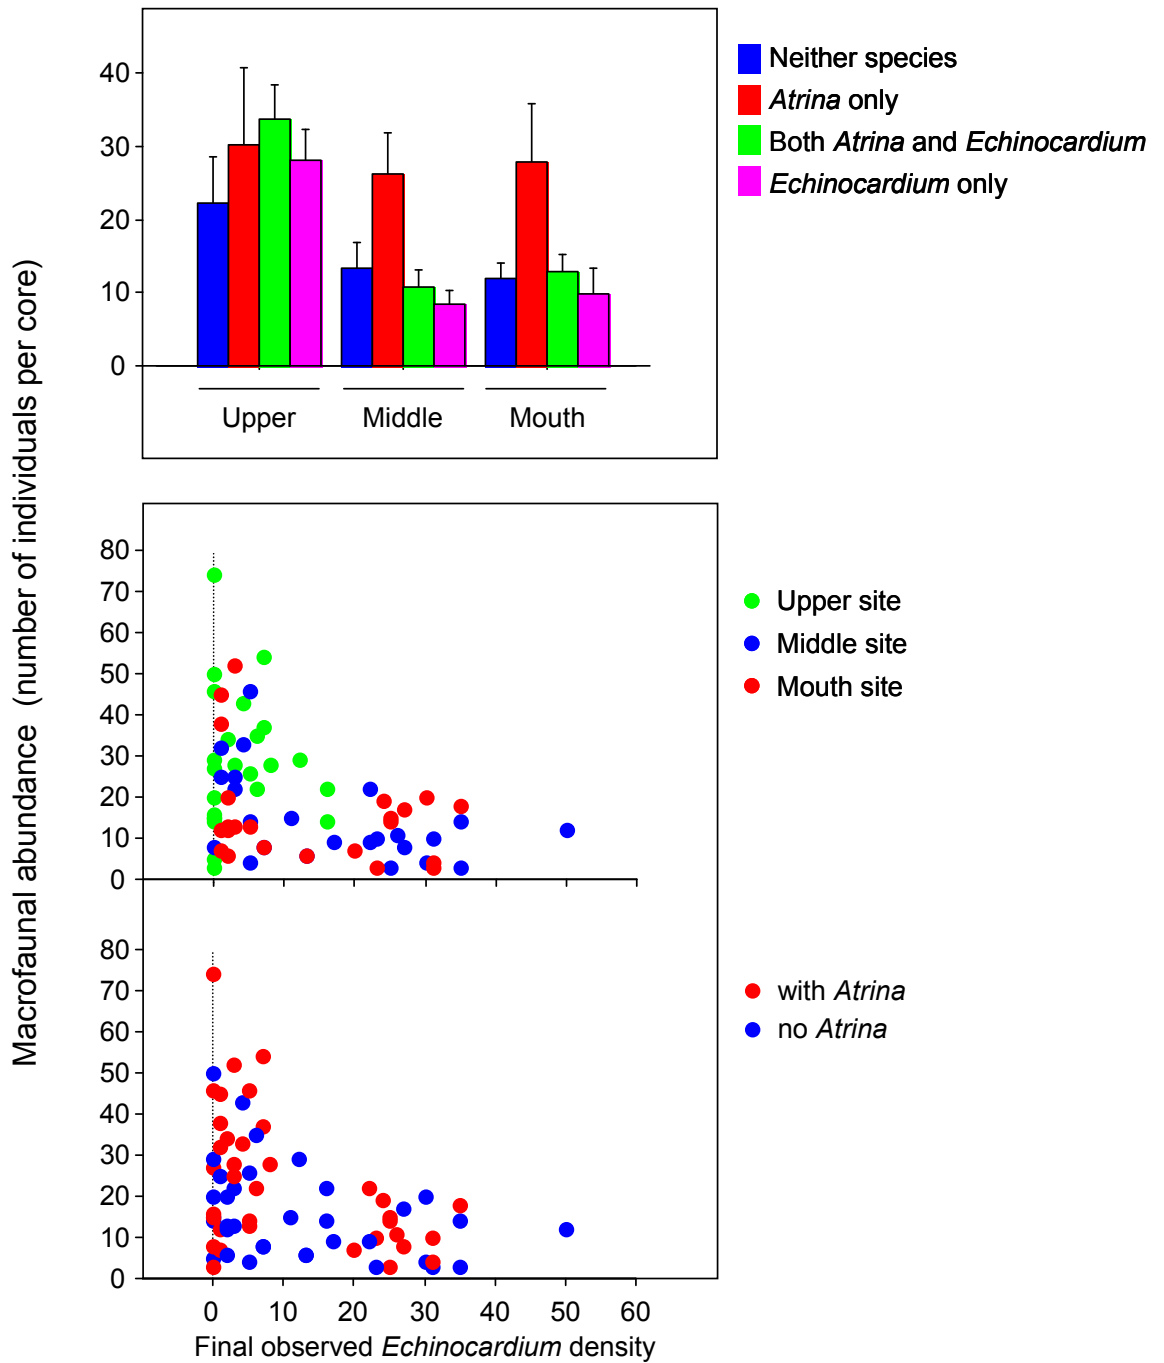 Macrofaunal abundance (number of individuals per core)
40
30
20
10
0
Upper Middle Mouth
Neither species
Atrina only
Both Atrina and Echinocardium
Echinocardium only
80
70
60
50
40
30
20
10
0
Upper site
Middle site
Mouth site
80
70
60
50
40
30
20
10
0
with Atrina
no Atrina
0 10 20 30 40 50 60
Final observed Echinocardium density